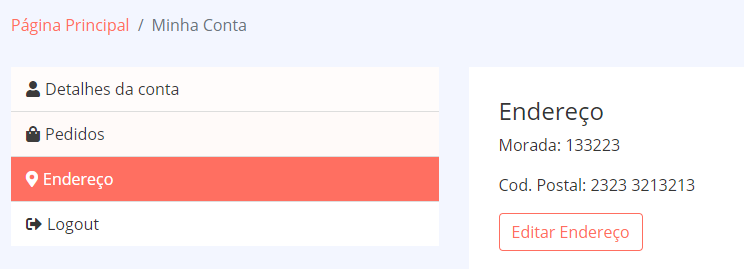 Página Principal / Minha Conta
Detalhes da conta
Pedidos
Endereço
Logout
Endereço
Morada: 133223
Cod. Postal: 2323 3213213
Editar Endereço